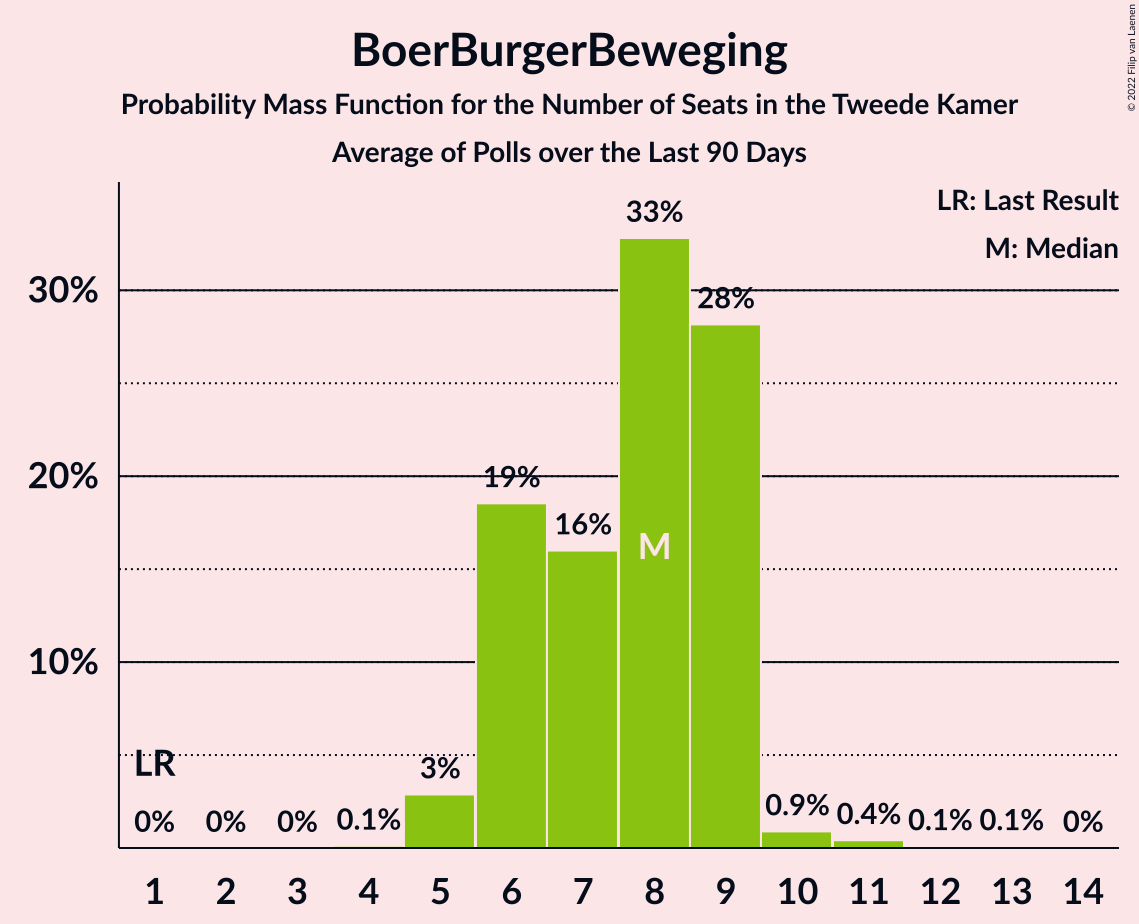 BoerBurgerBeweging
Probability Mass Function for the Number of Seats in the Tweede Kamer
Average of Polls over the Last 90 Days
© 2022 Filip van Laenen
LR: Last Result
M: Median
30%
20%
10%
33%
28%
19%
16%
M
LR
3%
0% 0% 0% 0.1% 0.9% 0.4% 0.1% 0.1% 0%
1 2 3 4 5 6 7 8 9 10 11 12 13 14